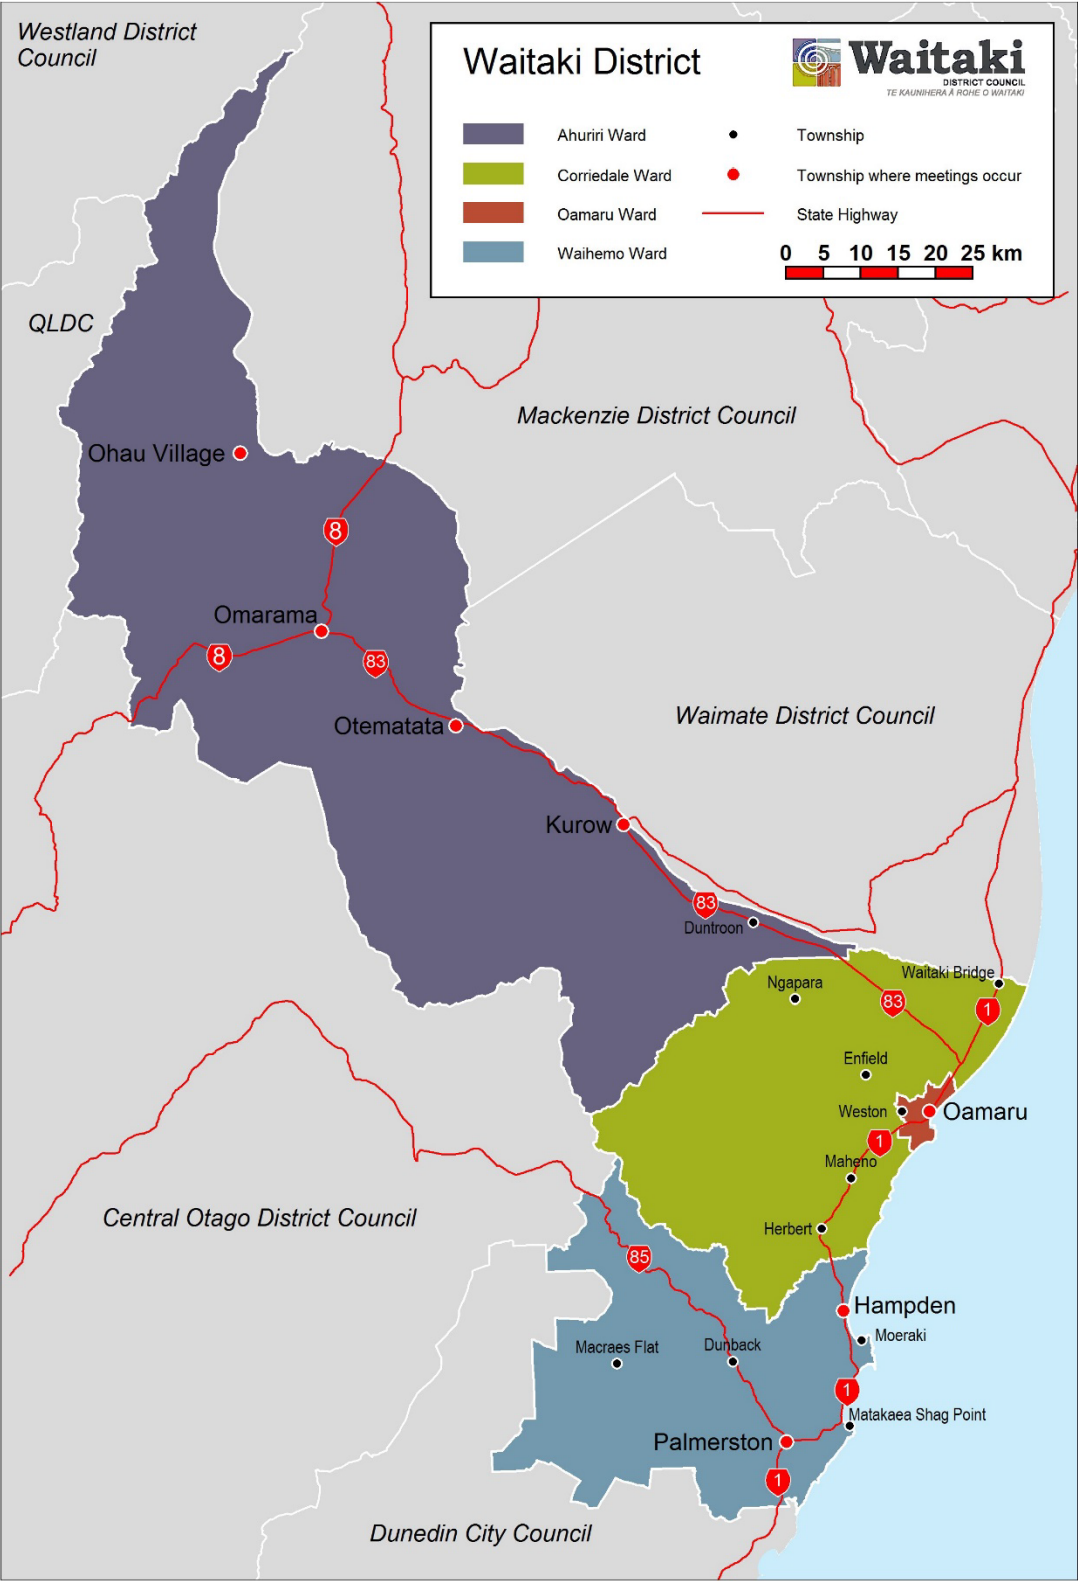 Westland District
Council
Waitaki District
Waitaki
DISTRICT COUNCIL
TE KAUNIHERA Ā ROHE O WAITAKI
Ahuriri Ward
Township
Corriedale Ward
Township where meetings occur
Oamaru Ward
State Highway
Waihemo Ward
0 5 10 15 20 25 km
QLDC
Mackenzie District Council
Ohau Village
8
Omarama
8
83
Otematata
Waimate District Council
Kurow
83
Duntroon
Waitaki Bridge
Ngapara
83
1
Enfield
Weston
Oamaru
1
Maheno
Central Otago District Council
Herbert
85
Hampden
Moeraki
Macraes Flat
Dunback
1
Matakaea Shag Point
Palmerston
1
Dunedin City Council